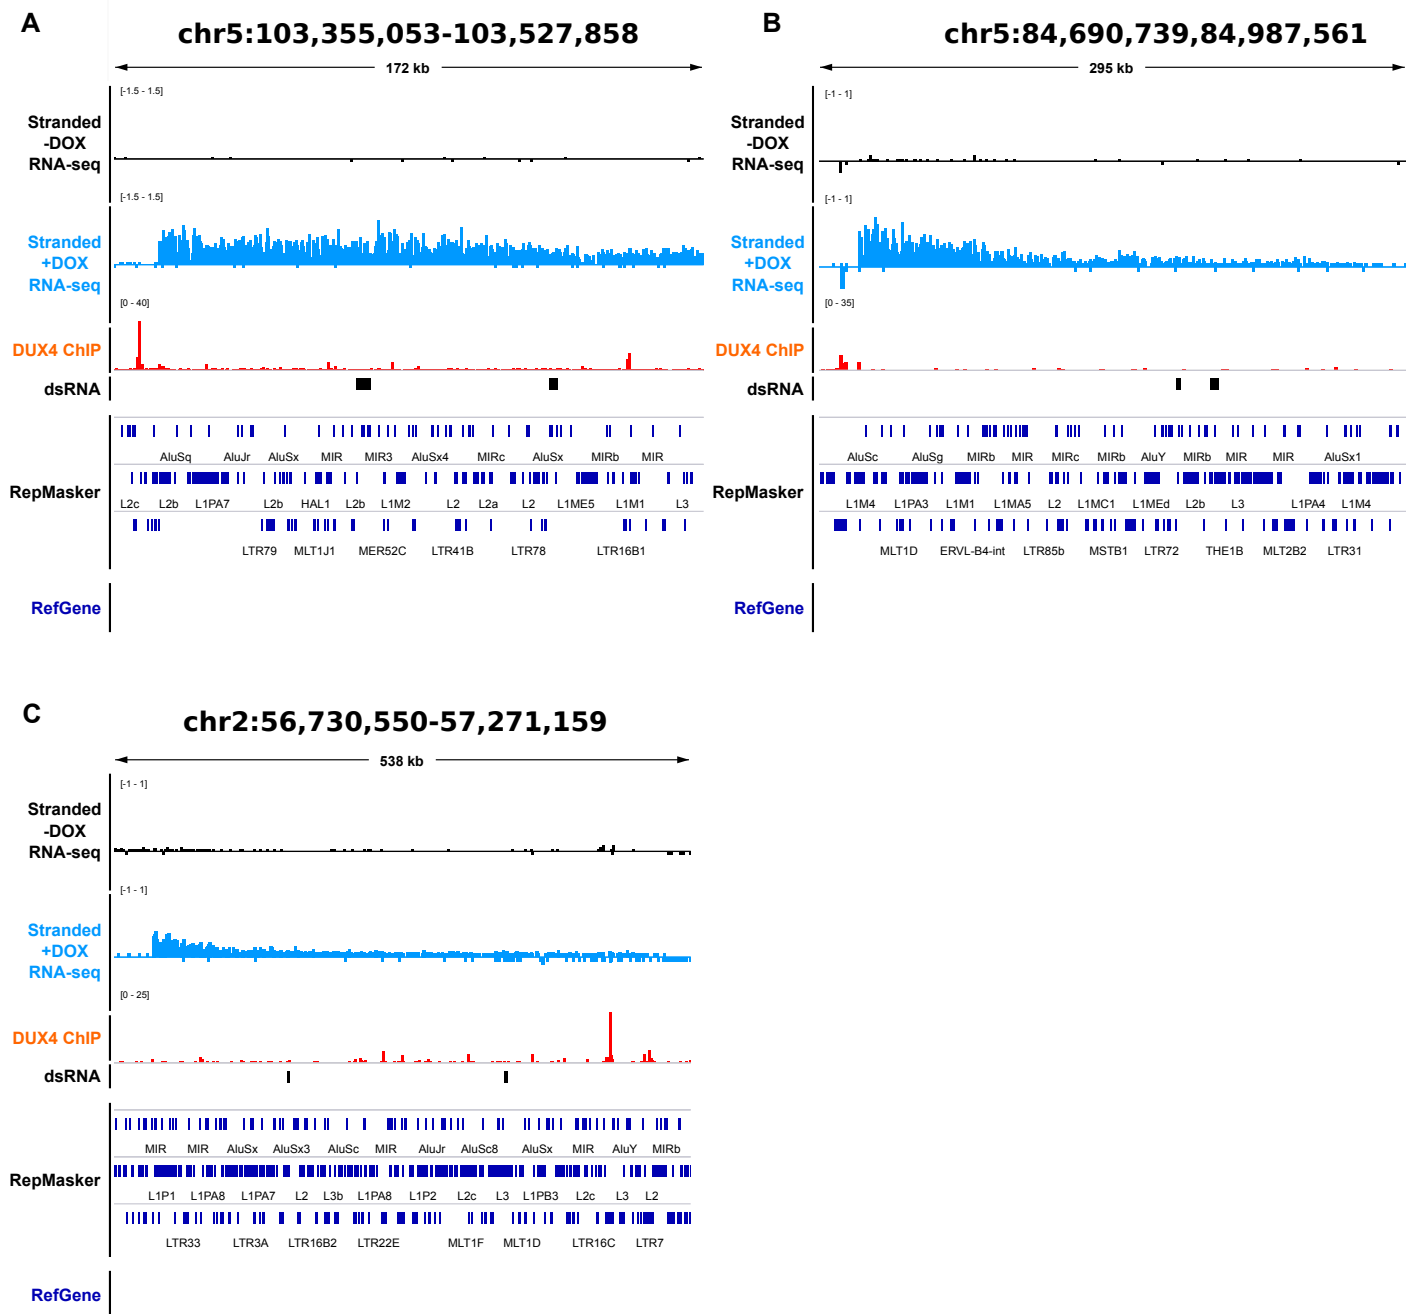 A
chr5:103,355,053-103,527,858
172 kb
[-1.5 - 1.5]
Stranded
-DOX
RNA-seq
[-1.5 - 1.5]
Stranded
+DOX
RNA-seq
[0 - 40]
DUX4 ChIP
dsRNA
AluSq AluJr AluSx MIR MIR3 AluSx4 MIRc AluSx MIRb MIR
RepMasker
L2c L2b L1PA7 L2b HAL1 L2b L1M2 L2 L2a L2 L1ME5 L1M1 L3
LTR79 MLT1J1 MER52C LTR41B LTR78 LTR16B1
RefGene
B
chr5:84,690,739,84,987,561
295 kb
[-1 - 1]
Stranded
-DOX
RNA-seq
[-1 - 1]
Stranded
+DOX
RNA-seq
[0 - 35]
DUX4 ChIP
dsRNA
AluSc AluSg MIRb MIR MIRc MIRb AluY MIRb MIR MIR AluSx1
RepMasker
L1M4 L1PA3 L1M1 L1MA5 L2 L1MC1 L1MEd L2b L3 L1PA4 L1M4
MLT1D ERVL-B4-int LTR85b MSTB1 LTR72 THE1B MLT2B2 LTR31
RefGene
C
chr2:56,730,550-57,271,159
538 kb
[-1 - 1]
Stranded
-DOX
RNA-seq
[-1 - 1]
Stranded
+DOX
RNA-seq
[0 - 25]
DUX4 ChIP
dsRNA
MIR MIR AluSx AluSx3 AluSc MIR AluJr AluSc8 AluSx MIR AluY MIRb
RepMasker
L1P1 L1PA8 L1PA7 L2 L3b L1PA8 L1P2 L2c L3 L1PB3 L2c L3 L2
LTR33 LTR3A LTR16B2 LTR22E MLT1F MLT1D LTR16C LTR7
RefGene